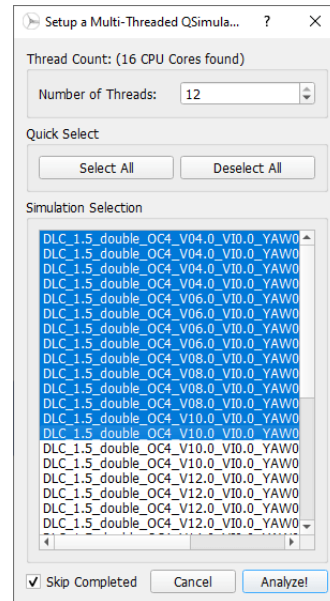 Setup a Multi-Threaded QSimula... ? ×
Thread Count: (16 CPU Cores found)
Number of Threads: 12
Quick Select
Select All Deselect All
Simulation Selection
DLC_1.5_double_OC4_V04.0_VI0.0_YAW0
DLC_1.5_double_OC4_V04.0_VI0.0_YAW0
DLC_1.5_double_OC4_V04.0_VI0.0_YAW0
DLC_1.5_double_OC4_V04.0_VI0.0_YAW0
DLC_1.5_double_OC4_V06.0_VI0.0_YAW0
DLC_1.5_double_OC4_V06.0_VI0.0_YAW0
DLC_1.5_double_OC4_V06.0_VI0.0_YAW0
DLC_1.5_double_OC4_V06.0_VI0.0_YAW0
DLC_1.5_double_OC4_V08.0_VI0.0_YAW0
DLC_1.5_double_OC4_V08.0_VI0.0_YAW0
DLC_1.5_double_OC4_V08.0_VI0.0_YAW0
DLC_1.5_double_OC4_V08.0_VI0.0_YAW0
DLC_1.5_double_OC4_V10.0_VI0.0_YAW0
DLC_1.5_double_OC4_V10.0_VI0.0_YAW0
DLC_1.5_double_OC4_V10.0_VI0.0_YAW0
DLC_1.5_double_OC4_V10.0_VI0.0_YAW0
DLC_1.5_double_OC4_V12.0_VI0.0_YAW0
DLC_1.5_double_OC4_V12.0_VI0.0_YAW0
DLC_1.5_double_OC4_V12.0_VI0.0_YAW0
DLC_1.5_double_OC4_V12.0_VI0.0_YAW0
Skip Completed Cancel Analyze!